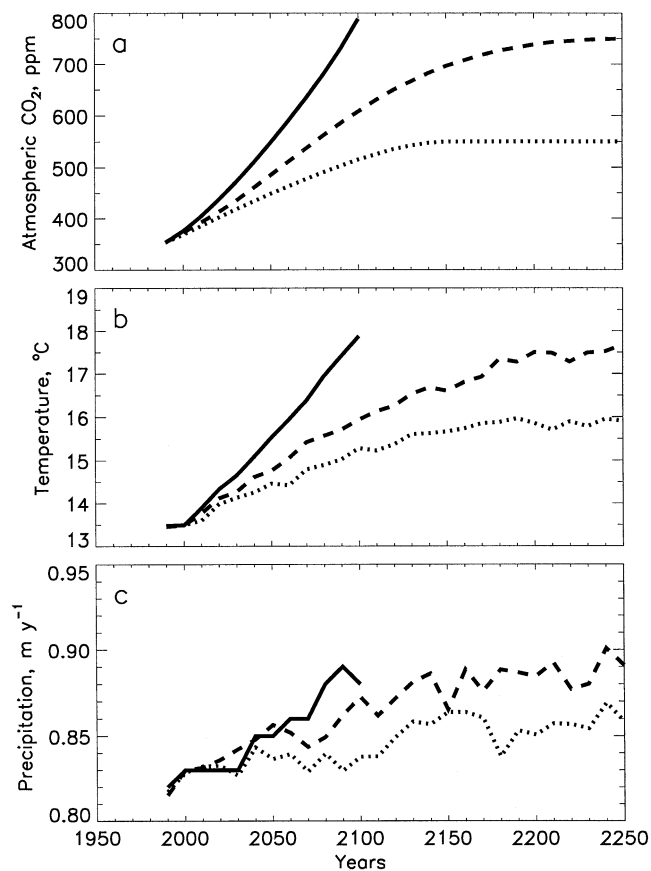 800
a
700
600
500
400
300
Atmospheric CO2, ppm
19
b
18
17
16
15
14
13
Temperature, °C
0.95
c
0.90
0.85
0.80
Precipitation, m y⁻¹
1950 2000 2050 2100 2150 2200 2250
Years